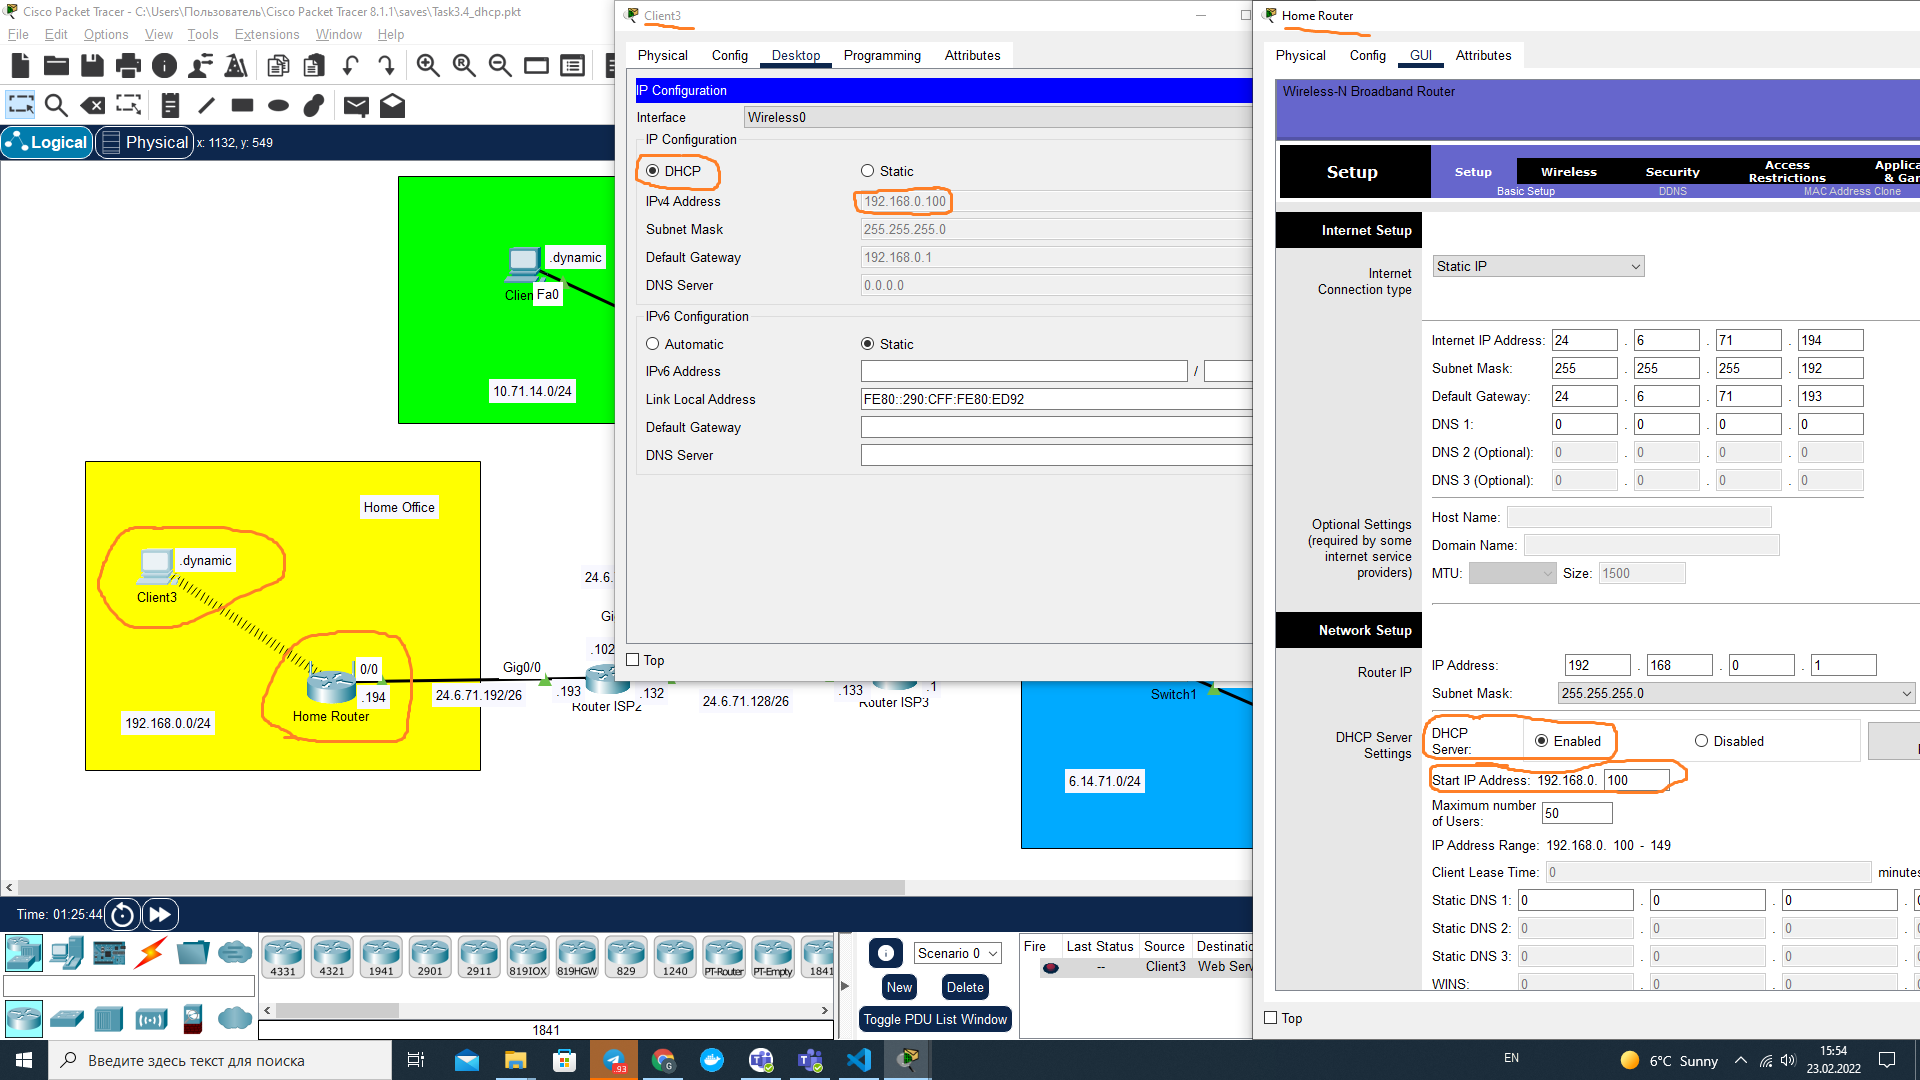 Cisco Packet Tracer - C:\Users\Пользователь\Cisco Packet Tracer 8.1.1\saves\Task3.4_dhcp.pkt
File Edit Options View Tools Extensions Window Help
Logical Physical x: 1132, y: 549
.dynamic
Clien
Fa0
10.71.14.0/24
Home Office
.dynamic
Client3
0/0
.194
Home Router
192.168.0.0/24
24.6.
Gi
.102
Gig0/0
24.6.71.192/26
.193
.132
Router ISP2
24.6.71.128/26
.133
.1
Router ISP3
Switch1
6.14.71.0/24
Client3
Physical Config Desktop Programming Attributes
IP Configuration
Interface Wireless0
IP Configuration
DHCP Static
IPv4 Address 192.168.0.100
Subnet Mask 255.255.255.0
Default Gateway 192.168.0.1
DNS Server 0.0.0.0
IPv6 Configuration
Automatic Static
IPv6 Address /
Link Local Address FE80::290:CFF:FE80:ED92
Default Gateway
DNS Server
Top
Home Router
Physical Config GUI Attributes
Wireless-N Broadband Router
Setup
Setup Wireless Security Access Restrictions Applica & Gar
Basic Setup DDNS MAC Address Clone
Internet Setup
Internet Connection type
Static IP
Internet IP Address: 24 . 6 . 71 . 194
Subnet Mask: 255 . 255 . 255 . 192
Default Gateway: 24 . 6 . 71 . 193
DNS 1: 0 . 0 . 0 . 0
DNS 2 (Optional): 0 . 0 . 0 . 0
DNS 3 (Optional): 0 . 0 . 0 . 0
Optional Settings
(required by some
internet service
providers)
Host Name:
Domain Name:
MTU: Size: 1500
Network Setup
Router IP
IP Address: 192 . 168 . 0 . 1
Subnet Mask: 255.255.255.0
DHCP Server
Settings
DHCP Server: Enabled Disabled
Start IP Address: 192.168.0. 100
Maximum number
of Users: 50
IP Address Range: 192.168.0. 100 - 149
Client Lease Time: 0 minutes
Static DNS 1: 0 . 0 . 0 .
Static DNS 2: 0 . 0 . 0 .
Static DNS 3: 0 . 0 . 0 .
WINS: 0 . 0 . 0 .
Top
Time: 01:25:44
4331 4321 1941 2901 2911 819IOX 819HGW 829 1240 PT-Router PT-Empty 1841
1841
Scenario 0
New Delete
Toggle PDU List Window
Fire Last Status Source Destinatio
-- Client3 Web Serv
Введите здесь текст для поиска
.93
EN
6°C Sunny
15:54
23.02.2022